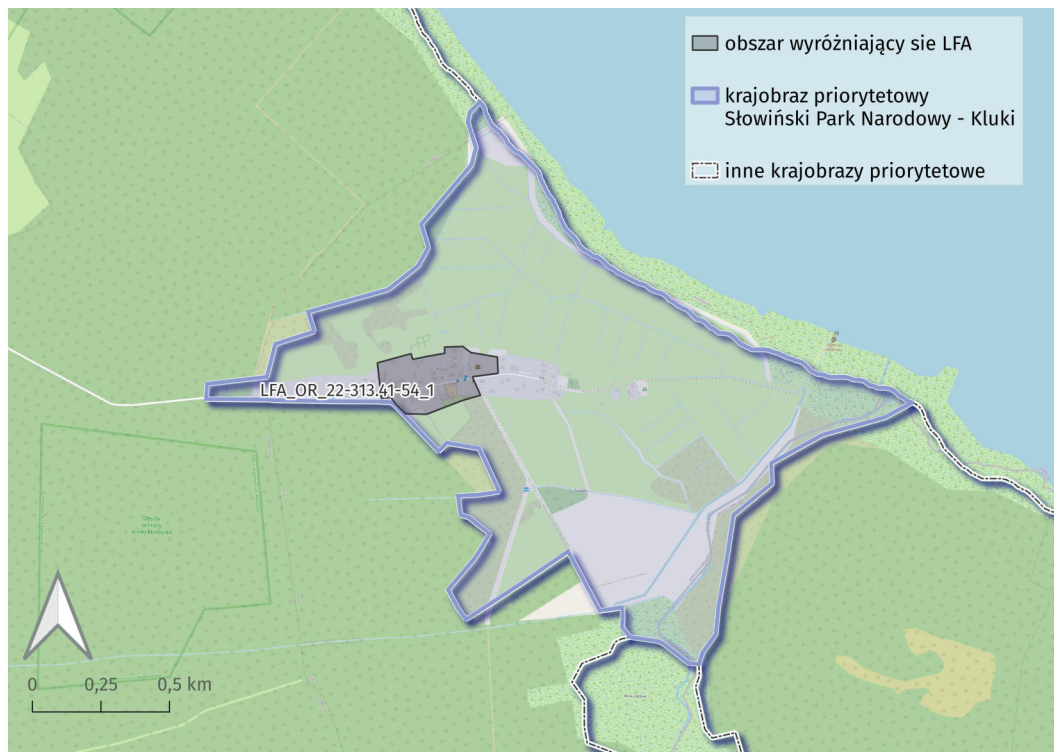 obszar wyróżniający sie LFA
krajobraz priorytetowy
Słowiński Park Narodowy - Kluki
inne krajobrazy priorytetowe
LFA_OR_22-313.41-54_1
0 0,25 0,5 km